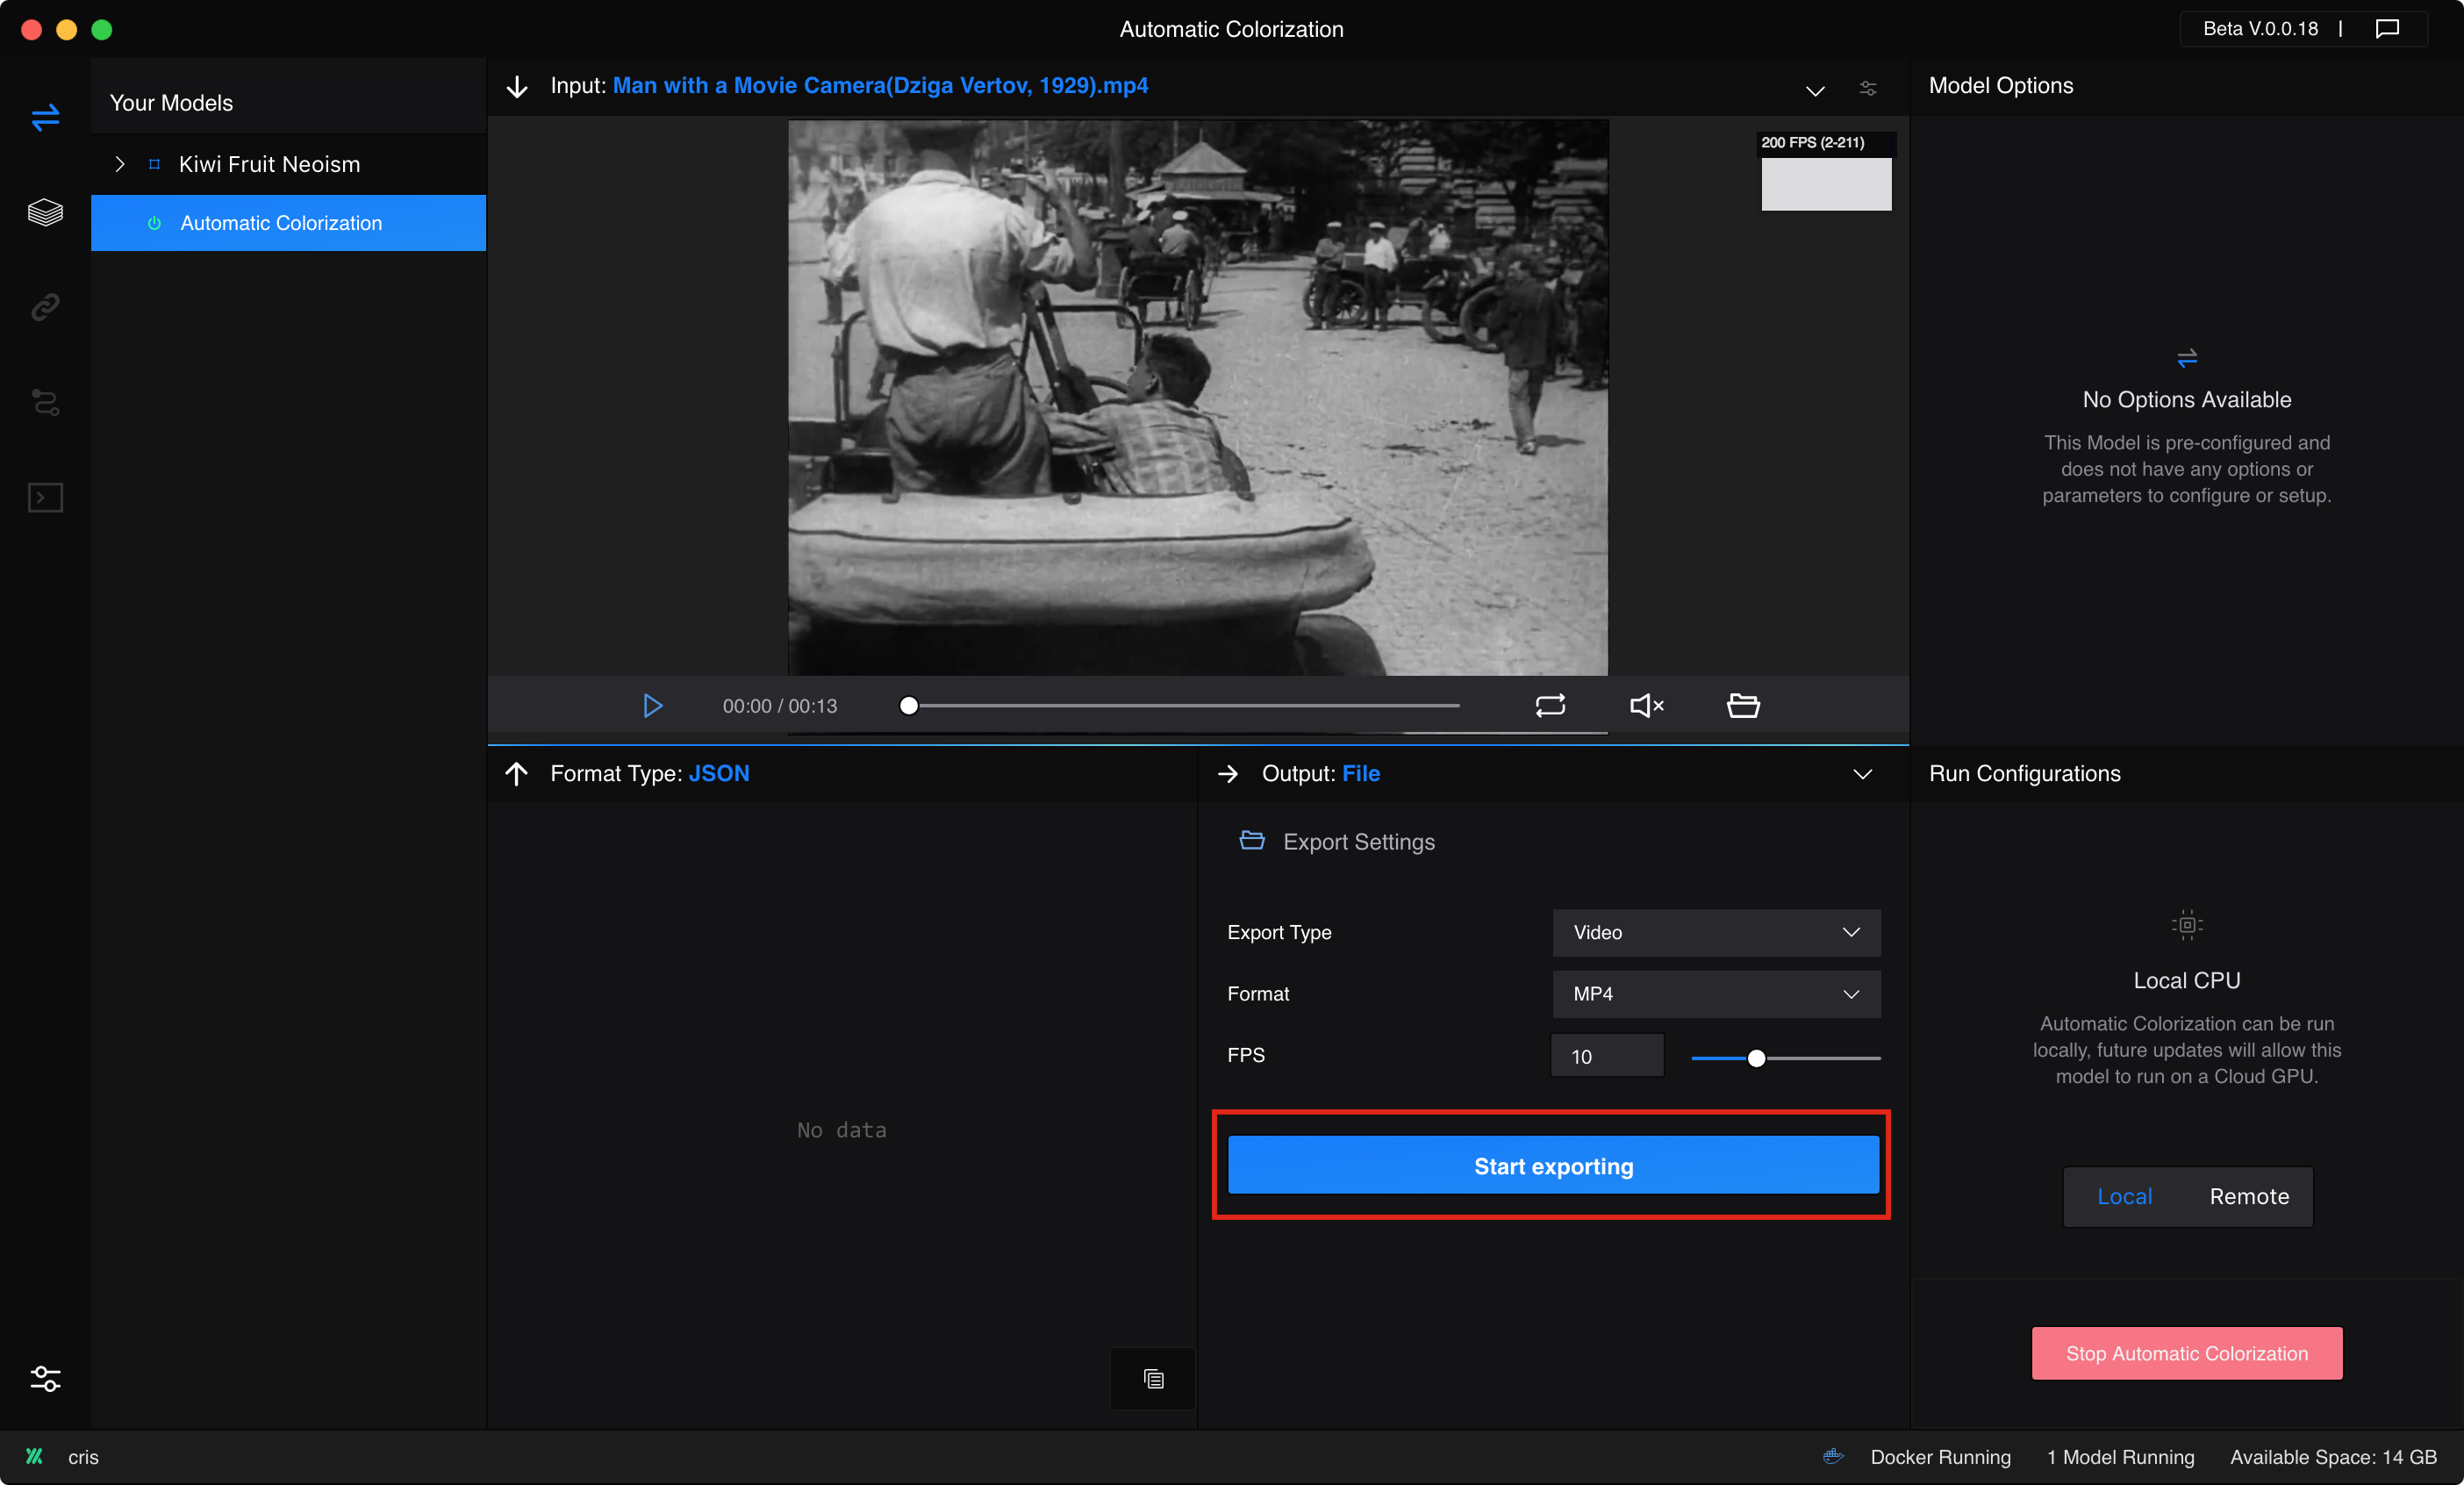 Automatic Colorization
Beta V.0.0.18 |
Your Models
Kiwi Fruit Neoism
Automatic Colorization
Input: Man with a Movie Camera(Dziga Vertov, 1929).mp4
200 FPS (2-211)
00:00 / 00:13
Model Options
No Options Available
This Model is pre-configured and
does not have any options or
parameters to configure or setup.
Format Type: JSON
No data
Output: File
Export Settings
Export Type
Video
Format
MP4
FPS
10
Start exporting
Run Configurations
Local CPU
Automatic Colorization can be run
locally, future updates will allow this
model to run on a Cloud GPU.
Local
Remote
Stop Automatic Colorization
cris
Docker Running
1 Model Running
Available Space: 14 GB